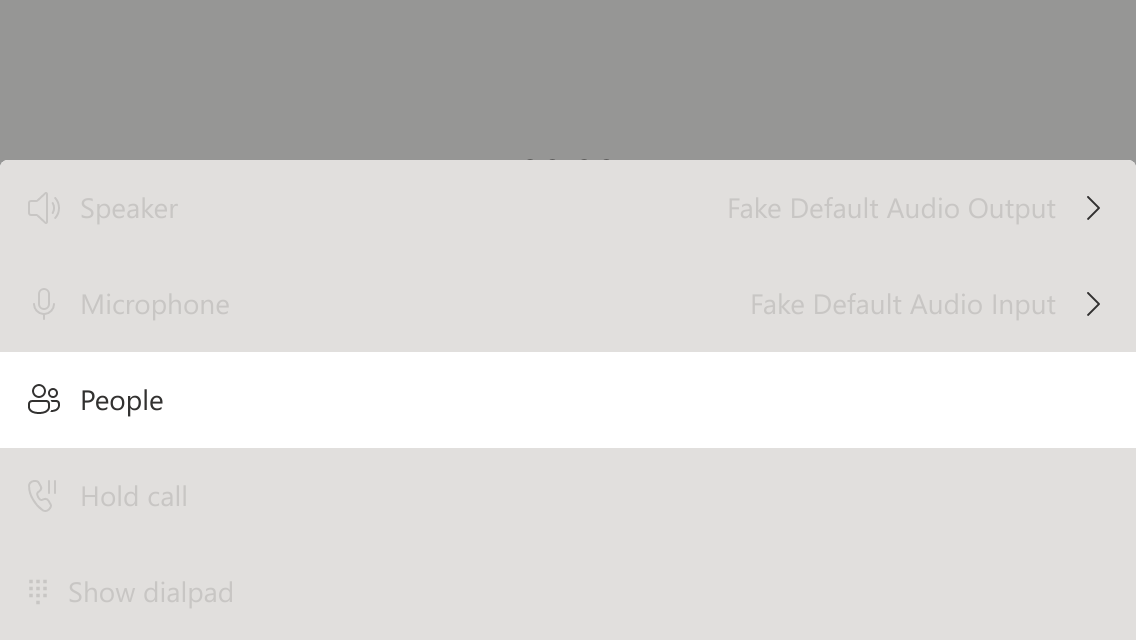 Speaker Fake Default Audio Output
Microphone Fake Default Audio Input
People
Hold call
Show dialpad